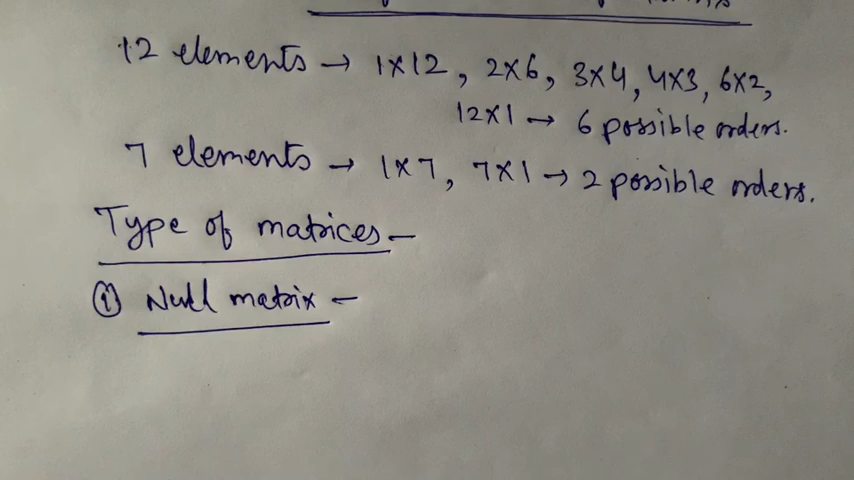 12 elements → 1×12, 2×6, 3×4, 4×3, 6×2,
12×1 → 6 possible orders.
7 elements → 1×7, 7×1 → 2 possible orders.
Type of matrices –
① Null matrix –